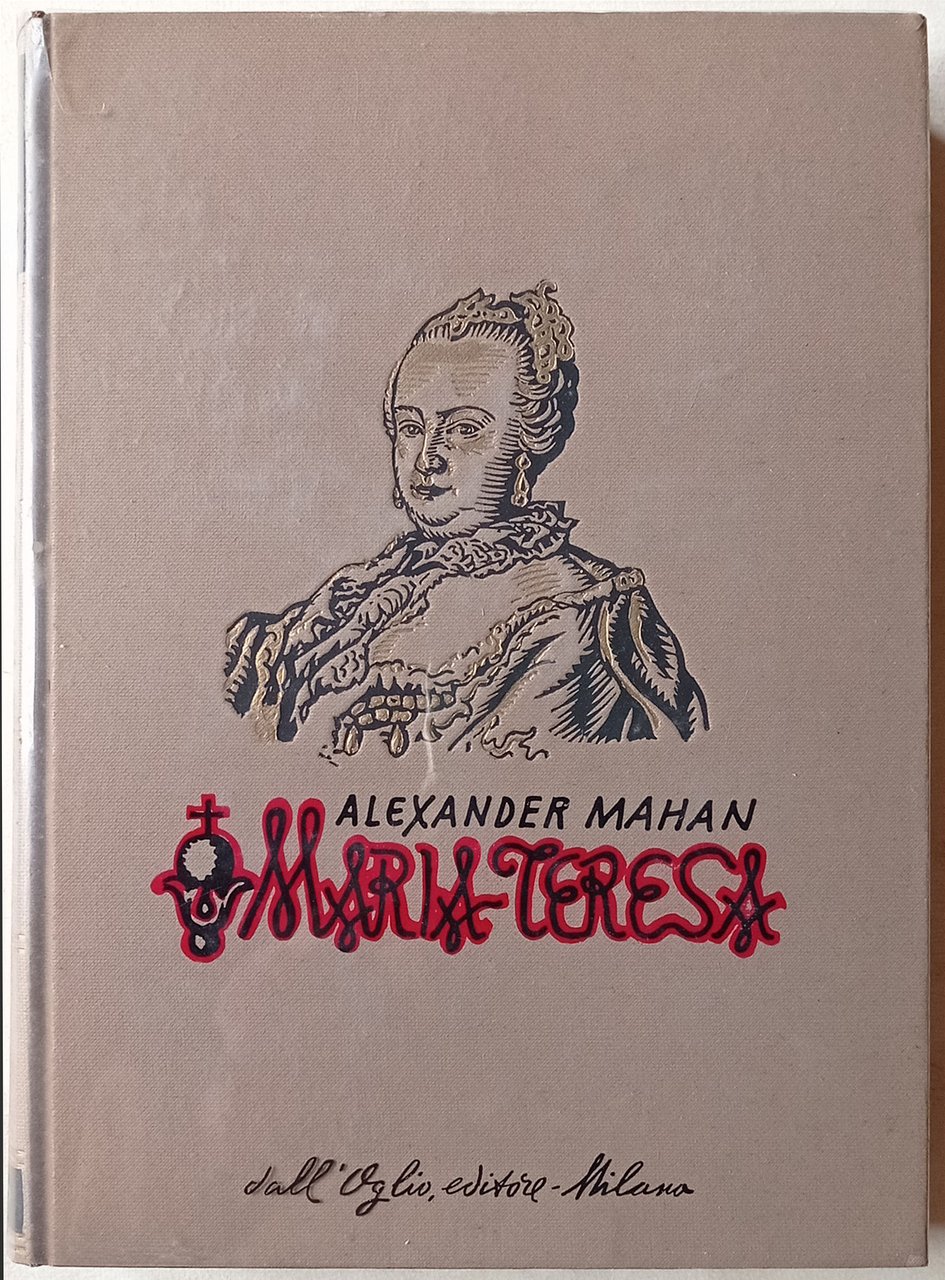 ALEXANDER MAHAN
MARIA TERESA
dall'Oglio, editore - Milano